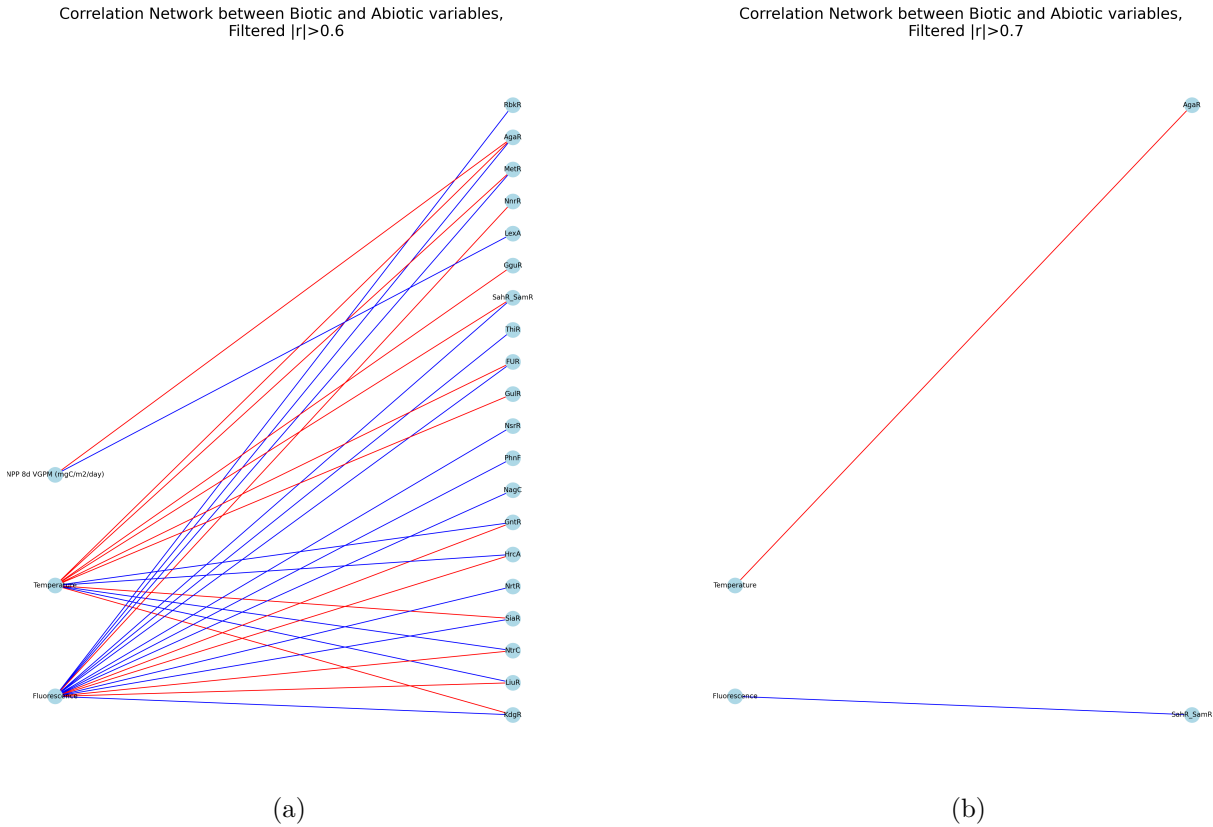 Correlation Network between Biotic and Abiotic variables,
Filtered |r|>0.6
RbkR
AgaR
MetR
NnrR
LexA
GguR
SahR_SamR
ThiR
FUR
GulR
NsrR
PhnF
NagC
GntR
HrcA
NrtR
SiaR
NtrC
LiuR
KdgR
NPP 8d VGPM (mgC/m2/day)
Temperature
Fluorescence
(a)
Correlation Network between Biotic and Abiotic variables,
Filtered |r|>0.7
AgaR
Temperature
Fluorescence
SahR_SamR
(b)